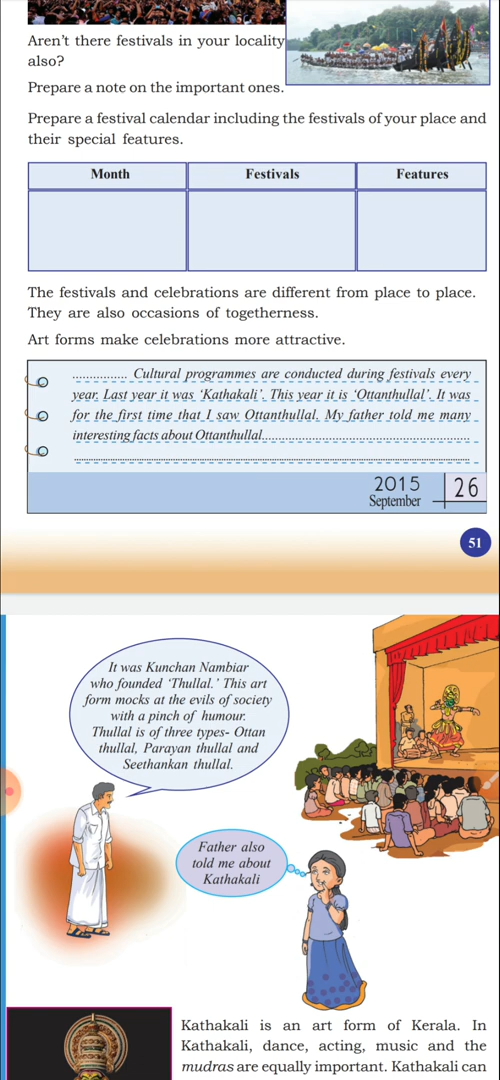 Aren't there festivals in your locality
also?
Prepare a note on the important ones.
Prepare a festival calendar including the festivals of your place and
their special features.
Month Festivals Features
The festivals and celebrations are different from place to place.
They are also occasions of togetherness.
Art forms make celebrations more attractive.
................ Cultural programmes are conducted during festivals every
year. Last year it was ‘Kathakali’. This year it is ‘Ottanthullal’. It was
for the first time that I saw Ottanthullal. My father told me many
interesting facts about Ottanthullal............................................................
2015
September 26
51
It was Kunchan Nambiar
who founded ‘Thullal.’ This art
form mocks at the evils of society
with a pinch of humour.
Thullal is of three types- Ottan
thullal, Parayan thullal and
Seethankan thullal.
Father also
told me about
Kathakali
Kathakali is an art form of Kerala. In
Kathakali, dance, acting, music and the
mudras are equally important. Kathakali can